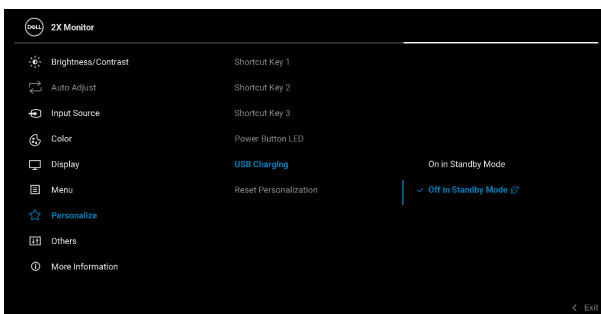 DELL
2X Monitor
Brightness/Contrast
Shortcut Key 1
Auto Adjust
Shortcut Key 2
Input Source
Shortcut Key 3
Color
Power Button LED
Display
USB Charging
On in Standby Mode
Menu
Reset Personalization
Off in Standby Mode
Personalize
Others
More Information
Exit